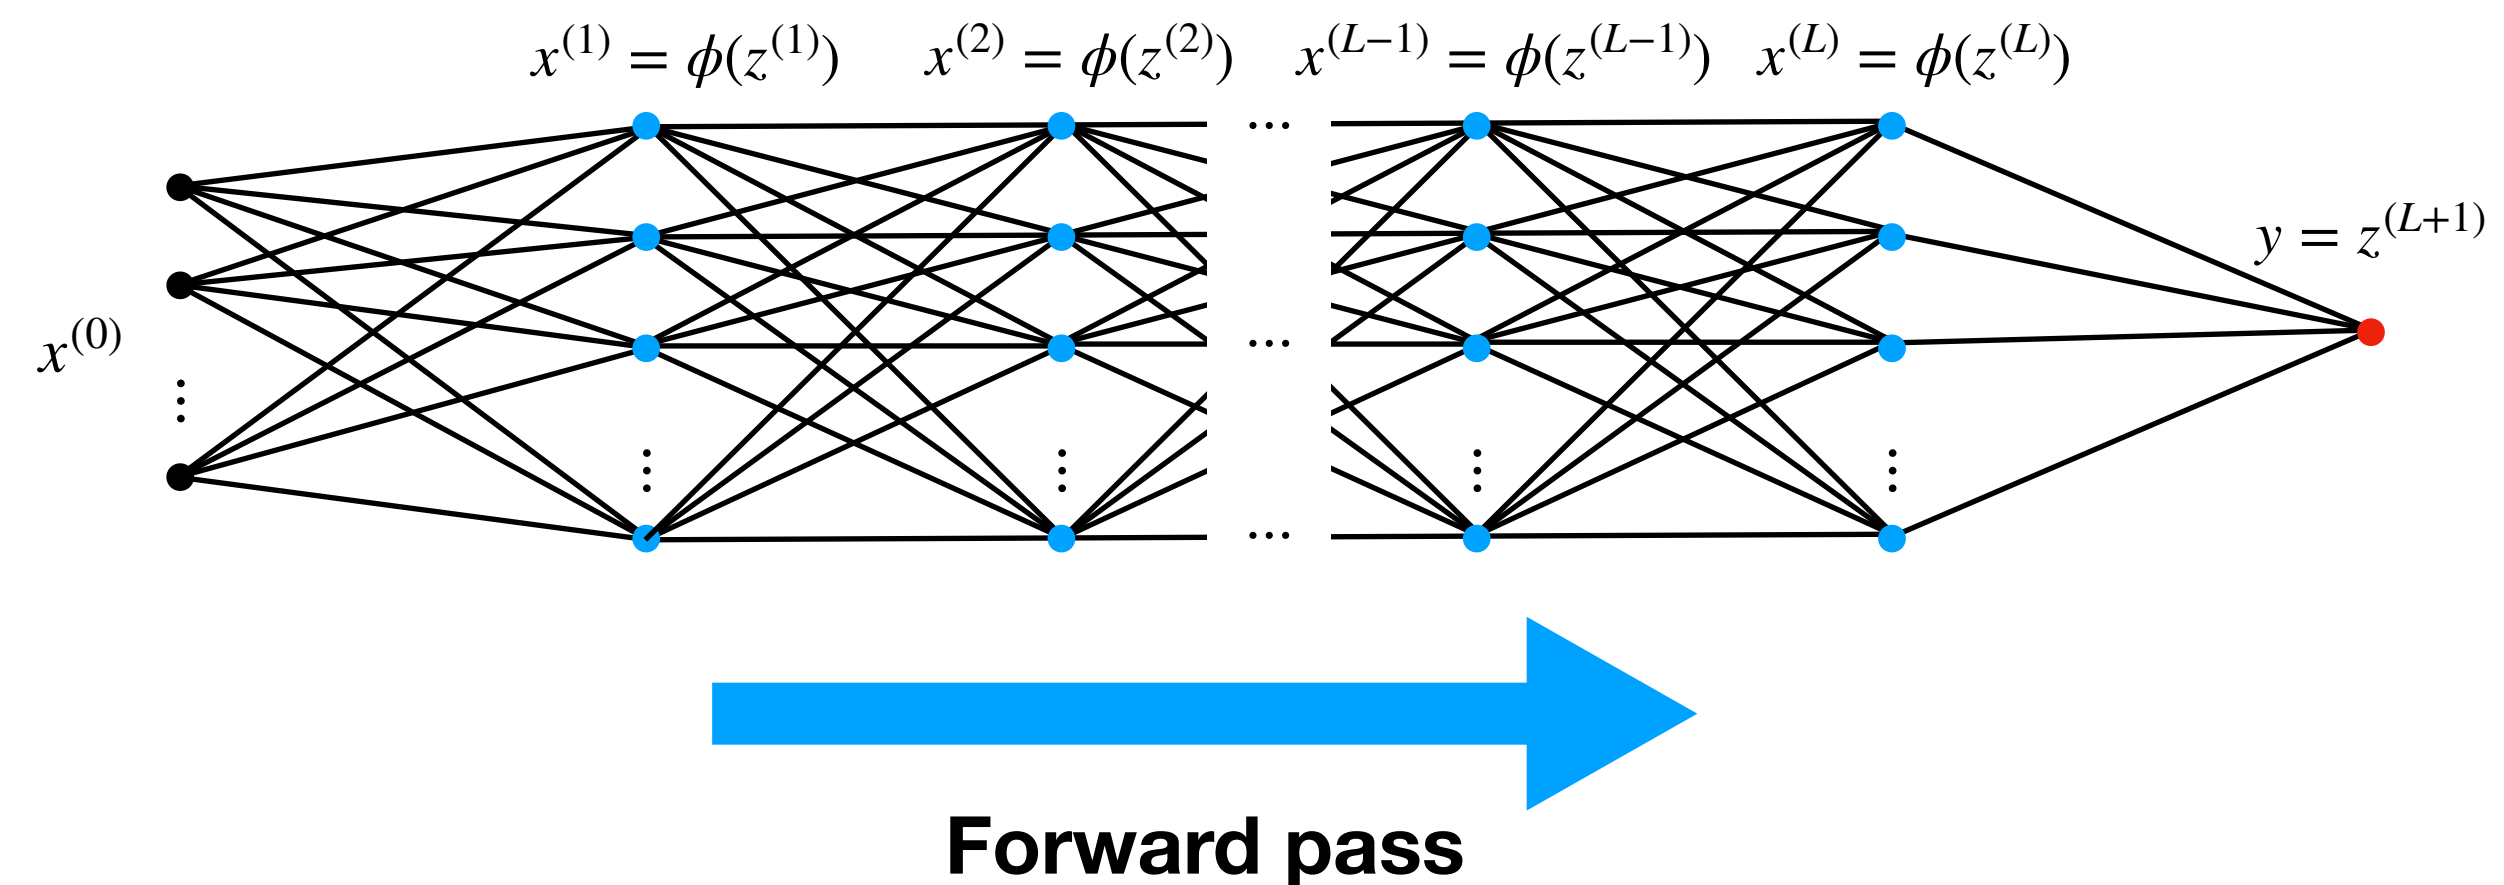 x^{(1)} = ϕ(z^{(1)}) x^{(2)} = ϕ(z^{(2)}) x^{(L−1)} = ϕ(z^{(L−1)}) x^{(L)} = ϕ(z^{(L)})
y = z^{(L+1)}
x^{(0)}
Forward pass